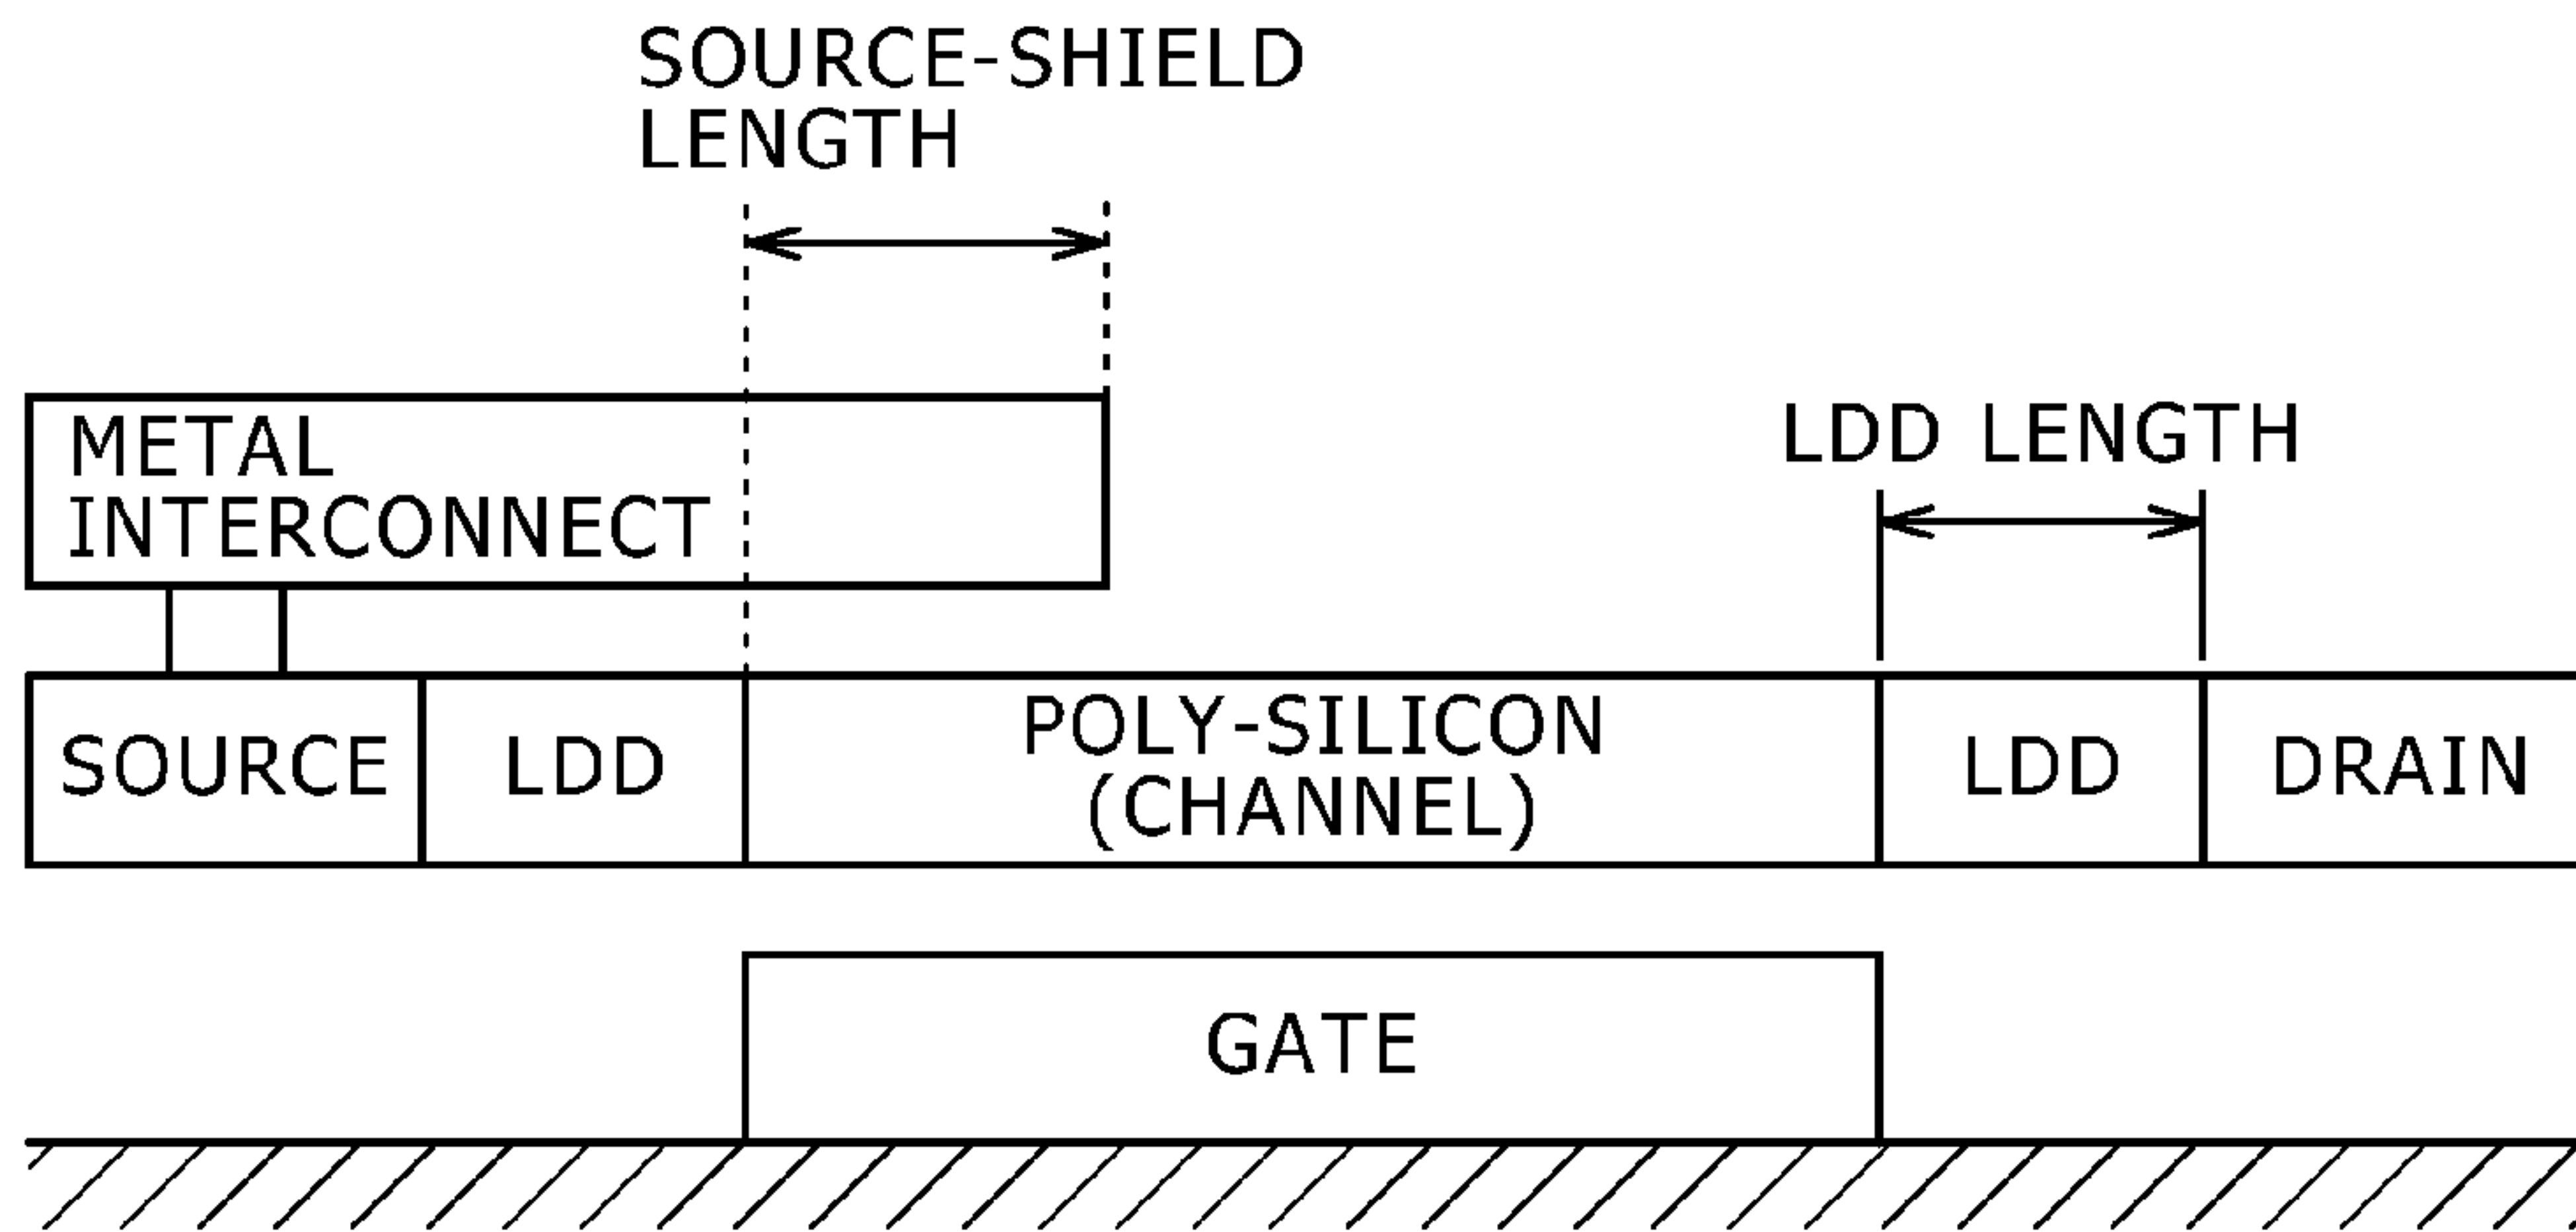 SOURCE-SHIELD
LENGTH
METAL
INTERCONNECT
LDD LENGTH
SOURCE
LDD
POLY-SILICON
(CHANNEL)
LDD
DRAIN
GATE